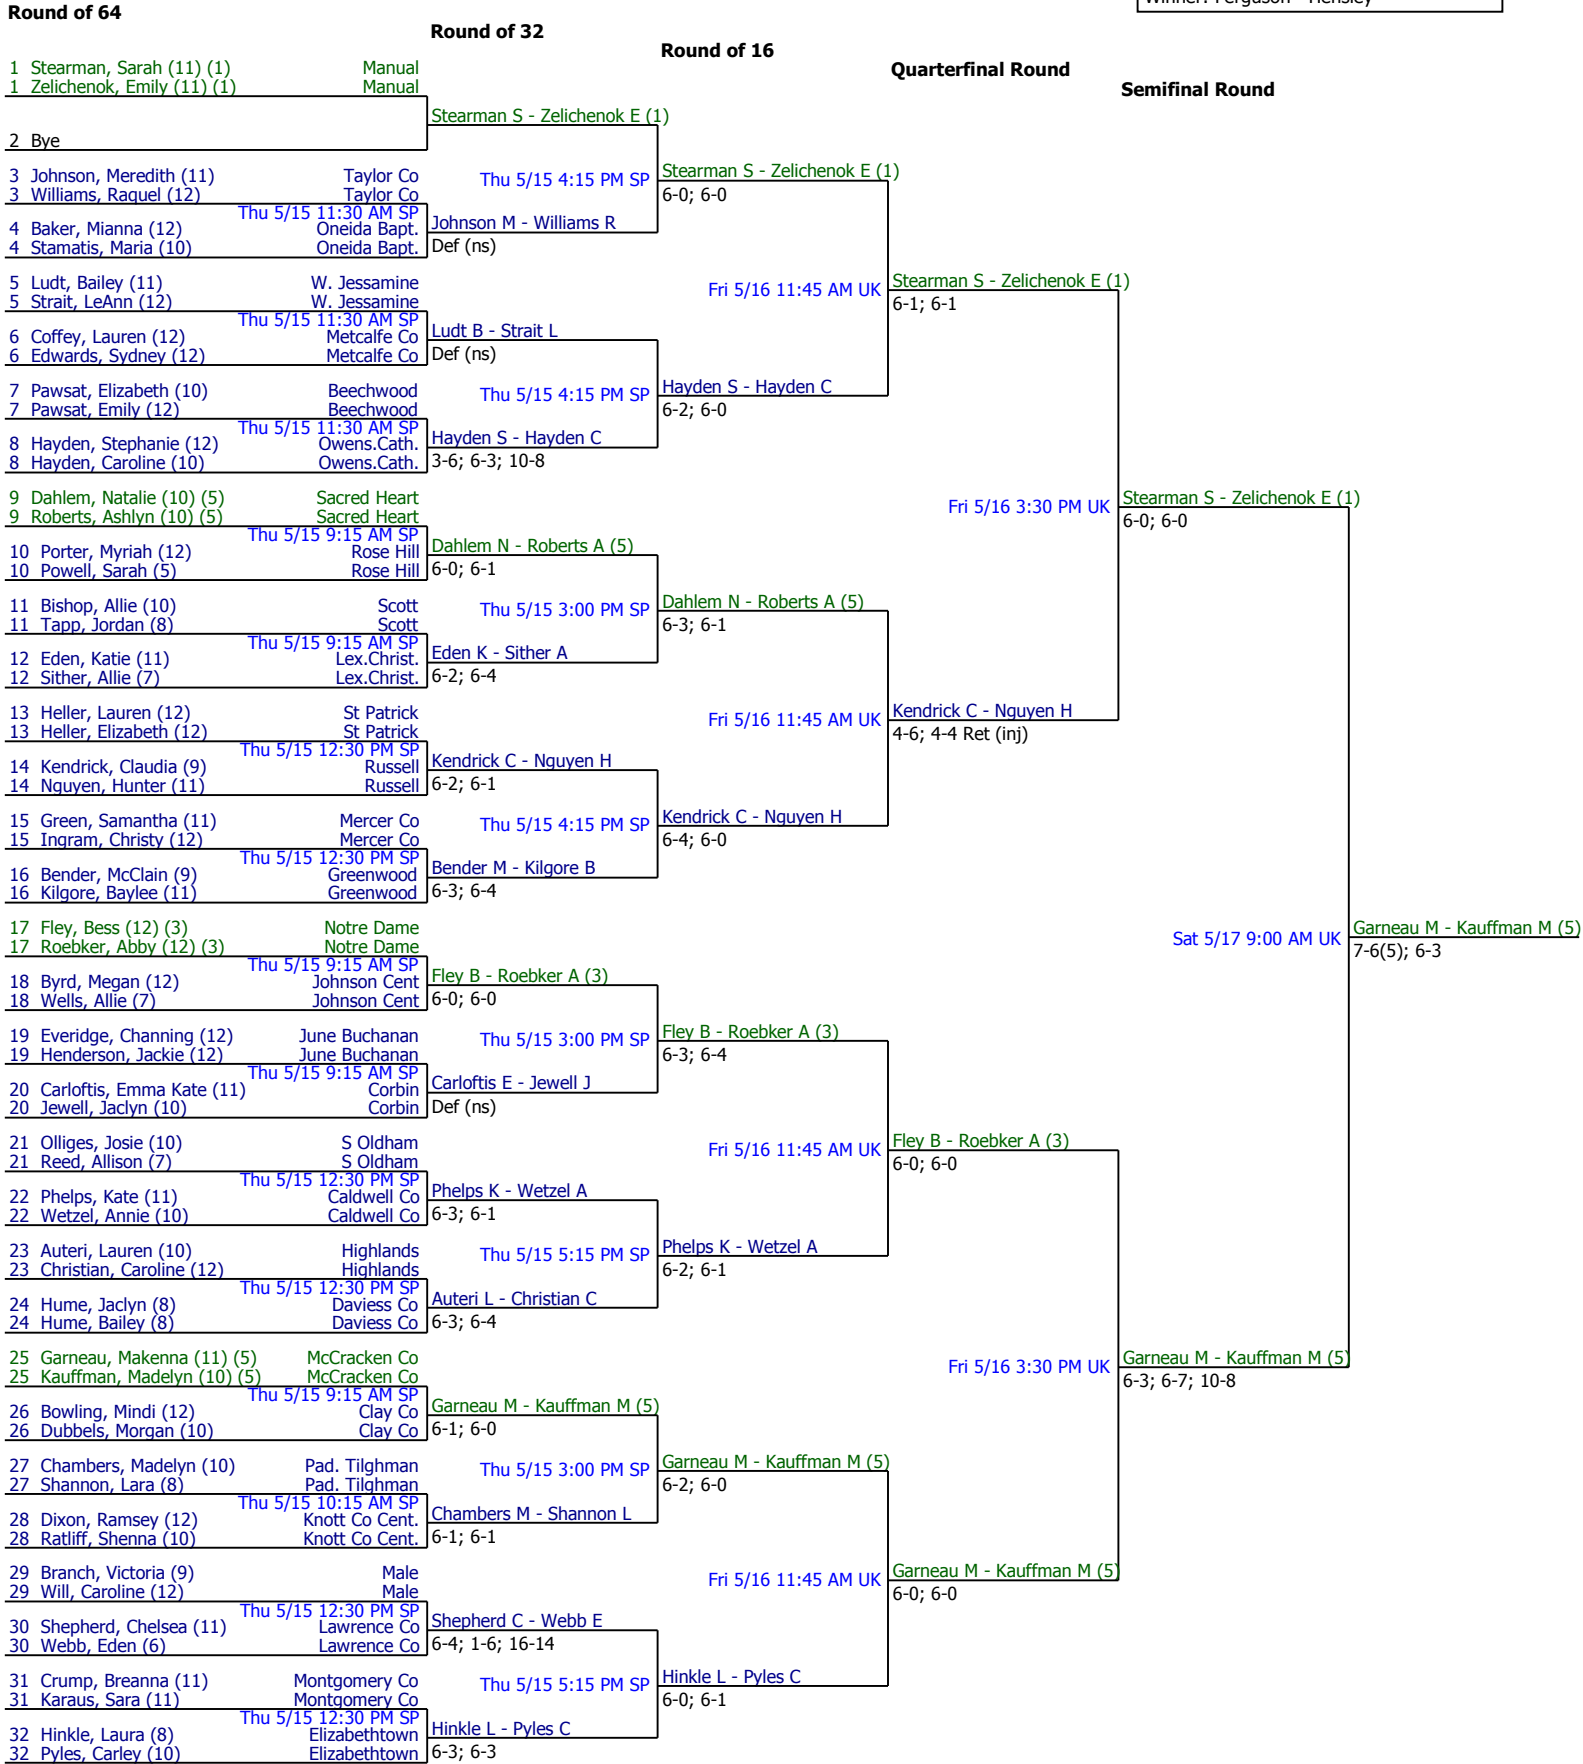 Winner: Ferguson - Hensley
Round of 64
Round of 32
Round of 16
Quarterfinal Round
Semifinal Round
1 Stearman, Sarah (11) (1) Manual
1 Zelichenok, Emily (11) (1) Manual
Stearman S - Zelichenok E (1)
2 Bye
Thu 5/15 4:15 PM SP
Stearman S - Zelichenok E (1)
6-0; 6-0
3 Johnson, Meredith (11) Taylor Co
3 Williams, Raquel (12) Taylor Co
Thu 5/15 11:30 AM SP
Johnson M - Williams R
Def (ns)
4 Baker, Mianna (12) Oneida Bapt.
4 Stamatis, Maria (10) Oneida Bapt.
Fri 5/16 11:45 AM UK
Stearman S - Zelichenok E (1)
6-1; 6-1
5 Ludt, Bailey (11) W. Jessamine
5 Strait, LeAnn (12) W. Jessamine
Thu 5/15 11:30 AM SP
Ludt B - Strait L
Def (ns)
6 Coffey, Lauren (12) Metcalfe Co
6 Edwards, Sydney (12) Metcalfe Co
Thu 5/15 4:15 PM SP
Hayden S - Hayden C
6-2; 6-0
7 Pawsat, Elizabeth (10) Beechwood
7 Pawsat, Emily (12) Beechwood
Thu 5/15 11:30 AM SP
Hayden S - Hayden C
3-6; 6-3; 10-8
8 Hayden, Stephanie (12) Owens.Cath.
8 Hayden, Caroline (10) Owens.Cath.
Fri 5/16 3:30 PM UK
Stearman S - Zelichenok E (1)
6-0; 6-0
9 Dahlem, Natalie (10) (5) Sacred Heart
9 Roberts, Ashlyn (10) (5) Sacred Heart
Thu 5/15 9:15 AM SP
Dahlem N - Roberts A (5)
6-0; 6-1
10 Porter, Myriah (12) Rose Hill
10 Powell, Sarah (5) Rose Hill
Thu 5/15 3:00 PM SP
Dahlem N - Roberts A (5)
6-3; 6-1
11 Bishop, Allie (10) Scott
11 Tapp, Jordan (8) Scott
Thu 5/15 9:15 AM SP
Eden K - Sither A
6-2; 6-4
12 Eden, Katie (11) Lex.Christ.
12 Sither, Allie (7) Lex.Christ.
Fri 5/16 11:45 AM UK
Kendrick C - Nguyen H
4-6; 4-4 Ret (inj)
13 Heller, Lauren (12) St Patrick
13 Heller, Elizabeth (12) St Patrick
Thu 5/15 12:30 PM SP
Kendrick C - Nguyen H
6-2; 6-1
14 Kendrick, Claudia (9) Russell
14 Nguyen, Hunter (11) Russell
Thu 5/15 4:15 PM SP
Kendrick C - Nguyen H
6-4; 6-0
15 Green, Samantha (11) Mercer Co
15 Ingram, Christy (12) Mercer Co
Thu 5/15 12:30 PM SP
Bender M - Kilgore B
6-3; 6-4
16 Bender, McClain (9) Greenwood
16 Kilgore, Baylee (11) Greenwood
Sat 5/17 9:00 AM UK
Garneau M - Kauffman M (5)
7-6(5); 6-3
17 Fley, Bess (12) (3) Notre Dame
17 Roebker, Abby (12) (3) Notre Dame
Thu 5/15 9:15 AM SP
Fley B - Roebker A (3)
6-0; 6-0
18 Byrd, Megan (12) Johnson Cent
18 Wells, Allie (7) Johnson Cent
Thu 5/15 3:00 PM SP
Fley B - Roebker A (3)
6-3; 6-4
19 Everidge, Channing (12) June Buchanan
19 Henderson, Jackie (12) June Buchanan
Thu 5/15 9:15 AM SP
Carloftis E - Jewell J
Def (ns)
20 Carloftis, Emma Kate (11) Corbin
20 Jewell, Jaclyn (10) Corbin
Fri 5/16 11:45 AM UK
Fley B - Roebker A (3)
6-0; 6-0
21 Olliges, Josie (10) S Oldham
21 Reed, Allison (7) S Oldham
Thu 5/15 12:30 PM SP
Phelps K - Wetzel A
6-3; 6-1
22 Phelps, Kate (11) Caldwell Co
22 Wetzel, Annie (10) Caldwell Co
Thu 5/15 5:15 PM SP
Phelps K - Wetzel A
6-2; 6-1
23 Auteri, Lauren (10) Highlands
23 Christian, Caroline (12) Highlands
Thu 5/15 12:30 PM SP
Auteri L - Christian C
6-3; 6-4
24 Hume, Jaclyn (8) Daviess Co
24 Hume, Bailey (8) Daviess Co
Fri 5/16 3:30 PM UK
Garneau M - Kauffman M (5)
6-3; 6-7; 10-8
25 Garneau, Makenna (11) (5) McCracken Co
25 Kauffman, Madelyn (10) (5) McCracken Co
Thu 5/15 9:15 AM SP
Garneau M - Kauffman M (5)
6-1; 6-0
26 Bowling, Mindi (12) Clay Co
26 Dubbels, Morgan (10) Clay Co
Thu 5/15 3:00 PM SP
Garneau M - Kauffman M (5)
6-2; 6-0
27 Chambers, Madelyn (10) Pad. Tilghman
27 Shannon, Lara (8) Pad. Tilghman
Thu 5/15 10:15 AM SP
Chambers M - Shannon L
6-1; 6-1
28 Dixon, Ramsey (12) Knott Co Cent.
28 Ratliff, Shenna (10) Knott Co Cent.
Fri 5/16 11:45 AM UK
Garneau M - Kauffman M (5)
6-0; 6-0
29 Branch, Victoria (9) Male
29 Will, Caroline (12) Male
Thu 5/15 12:30 PM SP
Shepherd C - Webb E
6-4; 1-6; 16-14
30 Shepherd, Chelsea (11) Lawrence Co
30 Webb, Eden (6) Lawrence Co
Thu 5/15 5:15 PM SP
Hinkle L - Pyles C
6-0; 6-1
31 Crump, Breanna (11) Montgomery Co
31 Karaus, Sara (11) Montgomery Co
Thu 5/15 12:30 PM SP
Hinkle L - Pyles C
6-3; 6-3
32 Hinkle, Laura (8) Elizabethtown
32 Pyles, Carley (10) Elizabethtown